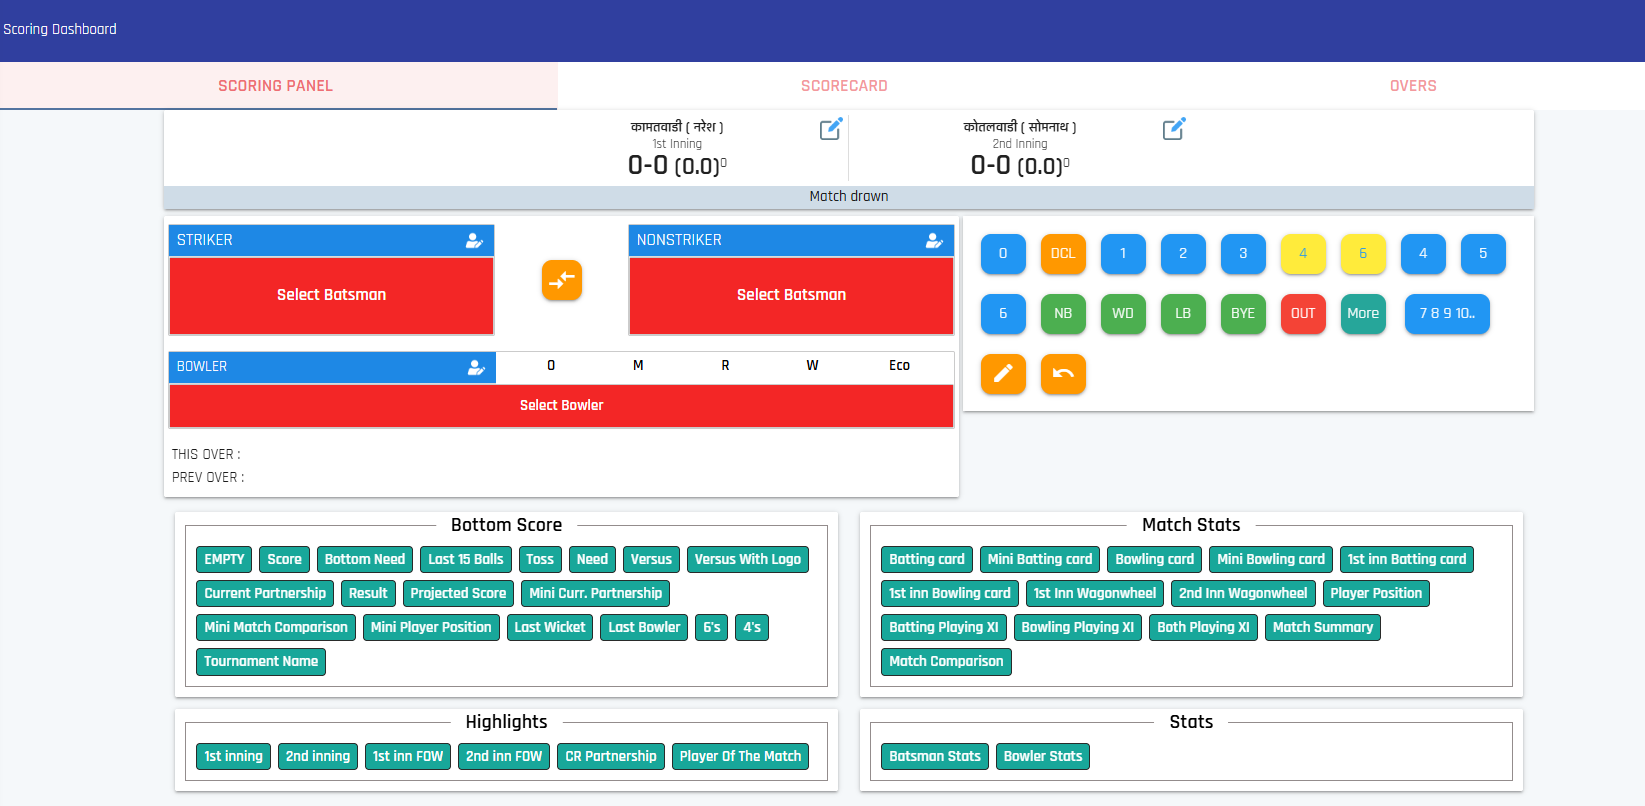 Scoring Dashboard
SCORING PANEL SCORECARD OVERS
कामतवाडी ( नरेश )
1st Inning
0-0 (0.0)
कोतलवाडी ( सोमनाथ )
2nd Inning
0-0 (0.0)
Match drawn
STRIKER
Select Batsman
NONSTRIKER
Select Batsman
BOWLER O M R W Eco
Select Bowler
THIS OVER :
PREV OVER :
0 DCL 1 2 3 4 6 4 5
6 NB WD LB BYE OUT More 7 8 9 10..
Bottom Score
EMPTY Score Bottom Need Last 15 Balls Toss Need Versus Versus With Logo
Current Partnership Result Projected Score Mini Curr. Partnership
Mini Match Comparison Mini Player Position Last Wicket Last Bowler 6's 4's
Tournament Name
Match Stats
Batting card Mini Batting card Bowling card Mini Bowling card 1st inn Batting card
1st inn Bowling card 1st Inn Wagonwheel 2nd Inn Wagonwheel Player Position
Batting Playing XI Bowling Playing XI Both Playing XI Match Summary
Match Comparison
Highlights
1st inning 2nd inning 1st inn FOW 2nd inn FOW CR Partnership Player Of The Match
Stats
Batsman Stats Bowler Stats